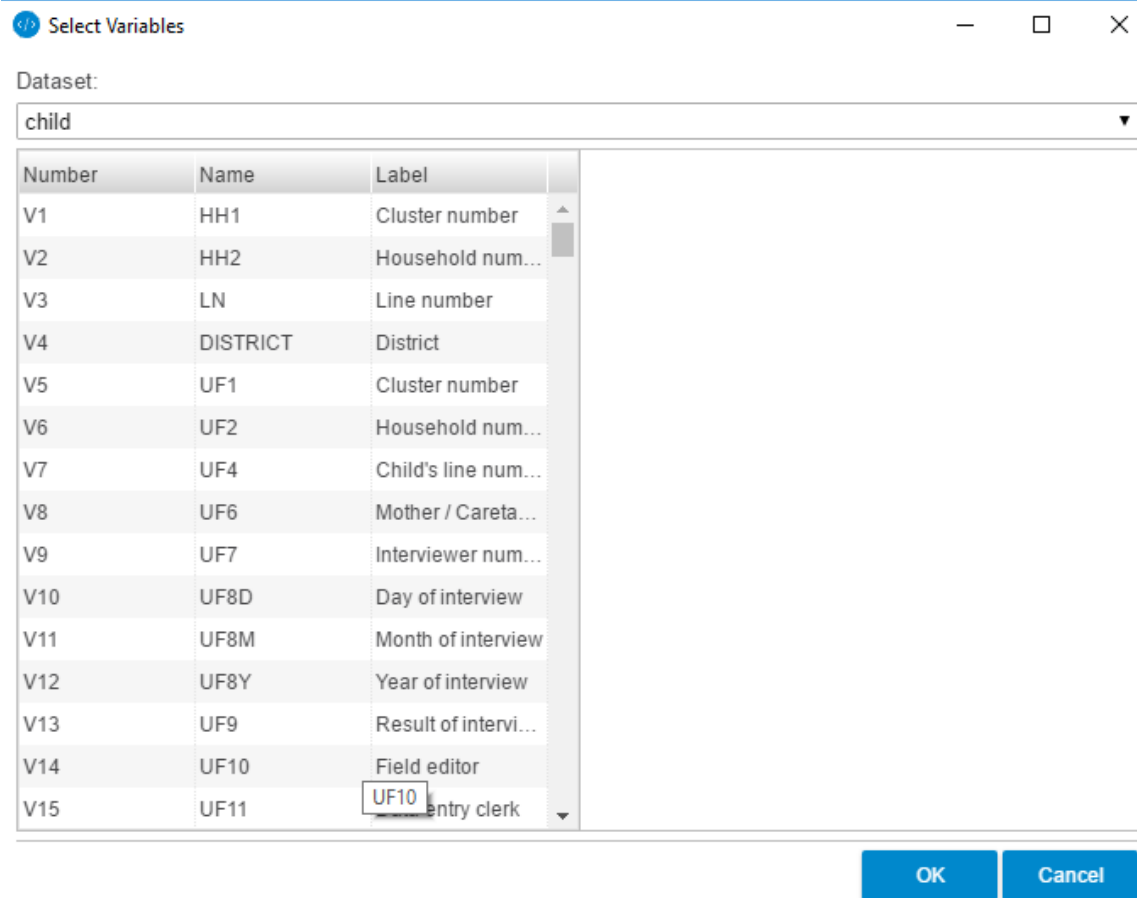 Select Variables
Dataset:
child
Number Name Label
V1 HH1 Cluster number
V2 HH2 Household num...
V3 LN Line number
V4 DISTRICT District
V5 UF1 Cluster number
V6 UF2 Household num...
V7 UF4 Child's line num...
V8 UF6 Mother / Careta...
V9 UF7 Interviewer num...
V10 UF8D Day of interview
V11 UF8M Month of interview
V12 UF8Y Year of interview
V13 UF9 Result of intervi...
V14 UF10 Field editor
UF10
V15 UF11 entry clerk
OK Cancel